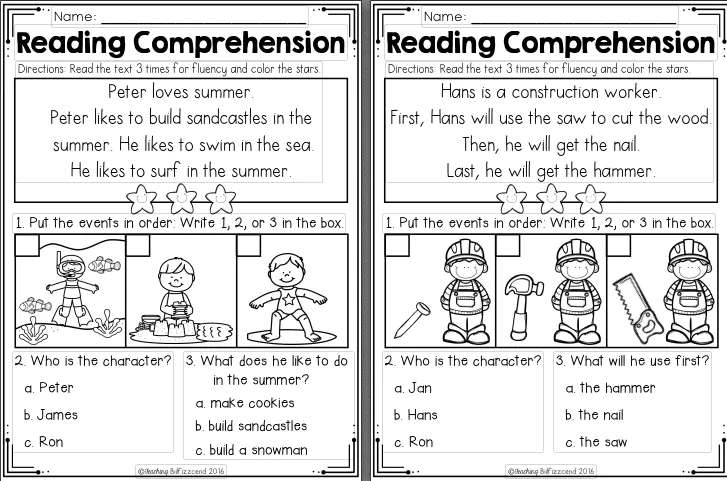 Name:
Reading Comprehension
Directions: Read the text 3 times for fluency and color the stars.
Peter loves summer.
Peter likes to build sandcastles in the
summer. He likes to swim in the sea.
He likes to surf in the summer.
1. Put the events in order: Write 1, 2, or 3 in the box.
2. Who is the character?
a. Peter
b. James
c. Ron
3. What does he like to do
in the summer?
a. make cookies
b. build sandcastles
c. build a snowman
©Teaching Biilfizzcend 2016
Name:
Reading Comprehension
Directions: Read the text 3 times for fluency and color the stars.
Hans is a construction worker.
First, Hans will use the saw to cut the wood.
Then, he will get the nail.
Last, he will get the hammer.
1. Put the events in order: Write 1, 2, or 3 in the box.
2. Who is the character?
a. Jan
b. Hans
c. Ron
3. What will he use first?
a. the hammer
b. the nail
c. the saw
©Teaching Biilfizzcend 2016